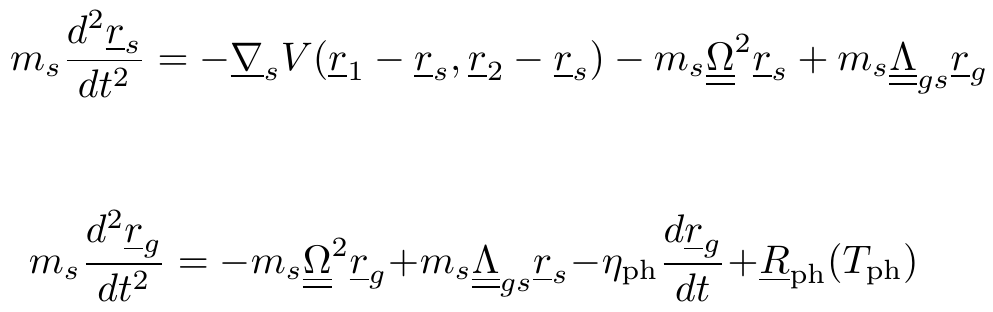 $m_s \frac{d^2 \underline{r}_s}{dt^2} = -\underline{\nabla}_s V(\underline{r}_1 - \underline{r}_s, \underline{r}_2 - \underline{r}_s) - m_s \underline{\underline{\Omega}}^2 \underline{r}_s + m_s \underline{\underline{\Lambda}}_{gs} \underline{r}_g$
$m_s \frac{d^2 \underline{r}_g}{dt^2} = -m_s \underline{\underline{\Omega}}^2 \underline{r}_g + m_s \underline{\underline{\Lambda}}_{gs} \underline{r}_s - \eta_{\mathrm{ph}} \frac{d\underline{r}_g}{dt} + \underline{R}_{\mathrm{ph}}(T_{\mathrm{ph}})$